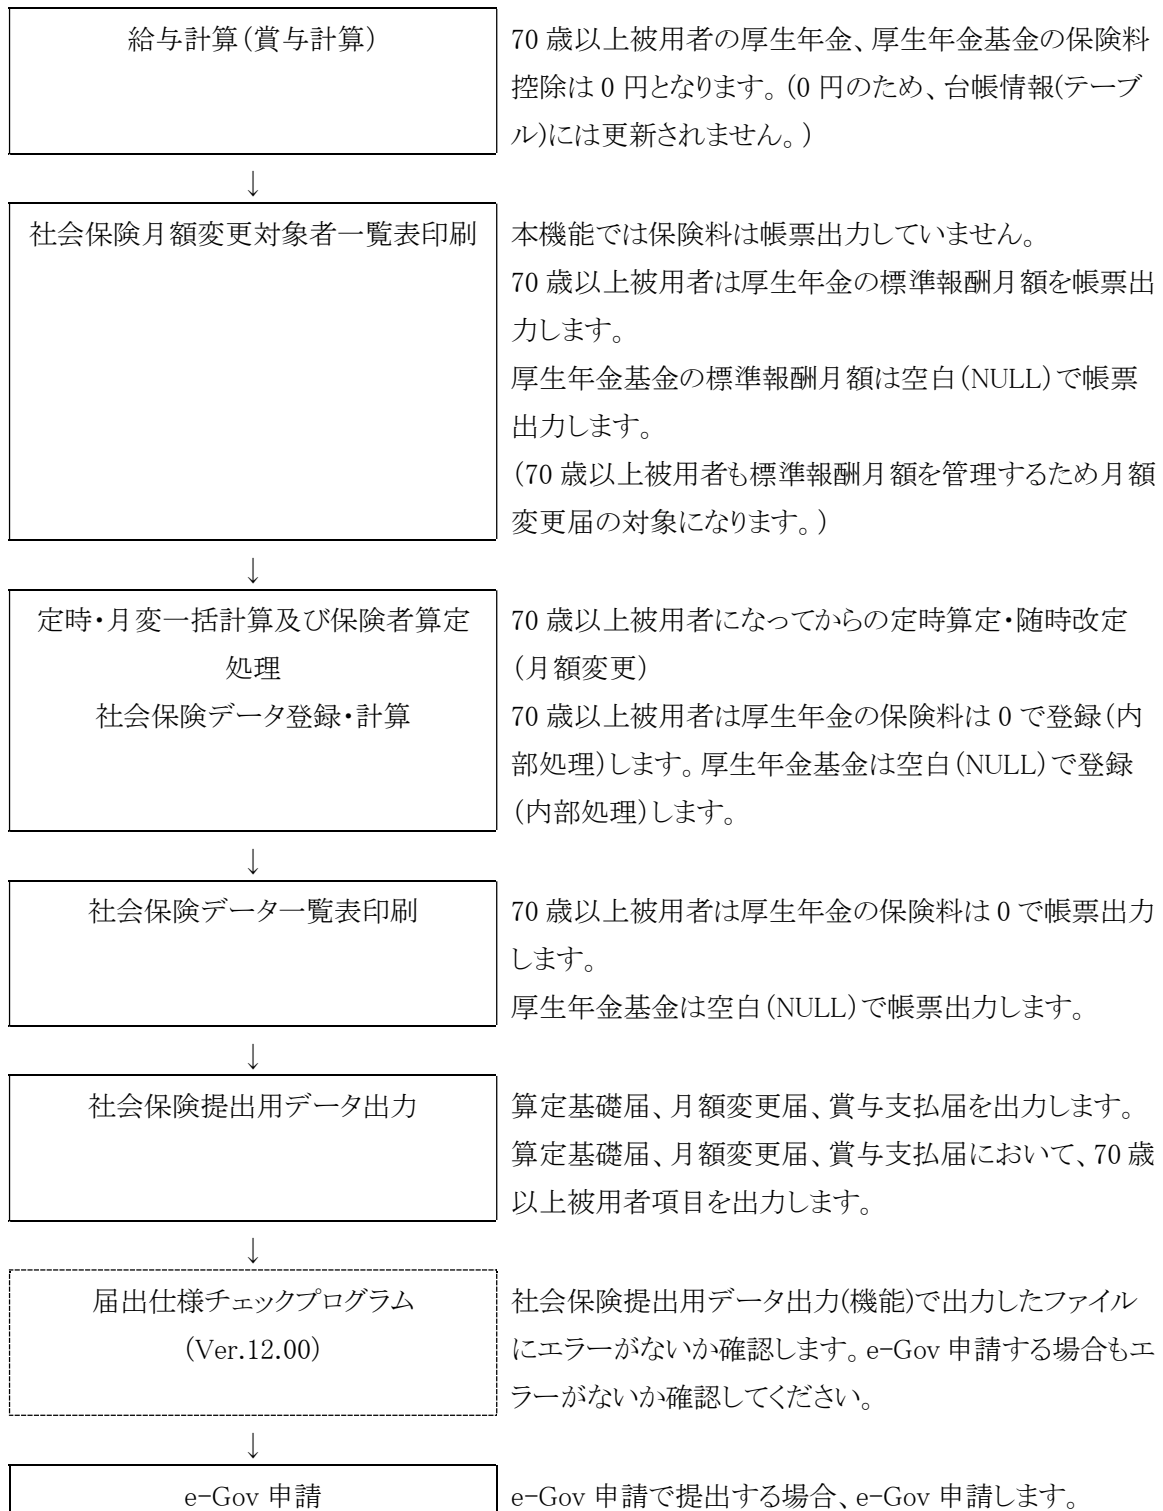 給与計算(賞与計算)
70 歳以上被用者の厚生年金、厚生年金基金の保険料
控除は 0 円となります。(0 円のため、台帳情報(テーブ
ル)には更新されません。)
↓
社会保険月額変更対象者一覧表印刷
本機能では保険料は帳票出力していません。
70 歳以上被用者は厚生年金の標準報酬月額を帳票出
力します。
厚生年金基金の標準報酬月額は空白(NULL)で帳票
出力します。
(70 歳以上被用者も標準報酬月額を管理するため月額
変更届の対象になります。)
↓
定時・月変一括計算及び保険者算定
処理
社会保険データ登録・計算
70 歳以上被用者になってからの定時算定・随時改定
(月額変更)
70 歳以上被用者は厚生年金の保険料は 0 で登録(内
部処理)します。厚生年金基金は空白(NULL)で登録
(内部処理)します。
↓
社会保険データ一覧表印刷
70 歳以上被用者は厚生年金の保険料は 0 で帳票出力
します。
厚生年金基金は空白(NULL)で帳票出力します。
↓
社会保険提出用データ出力
算定基礎届、月額変更届、賞与支払届を出力します。
算定基礎届、月額変更届、賞与支払届において、70 歳
以上被用者項目を出力します。
↓
届出仕様チェックプログラム
(Ver.12.00)
社会保険提出用データ出力(機能)で出力したファイル
にエラーがないか確認します。e-Gov 申請する場合もエ
ラーがないか確認してください。
↓
e-Gov 申請
e-Gov 申請で提出する場合、e-Gov 申請します。